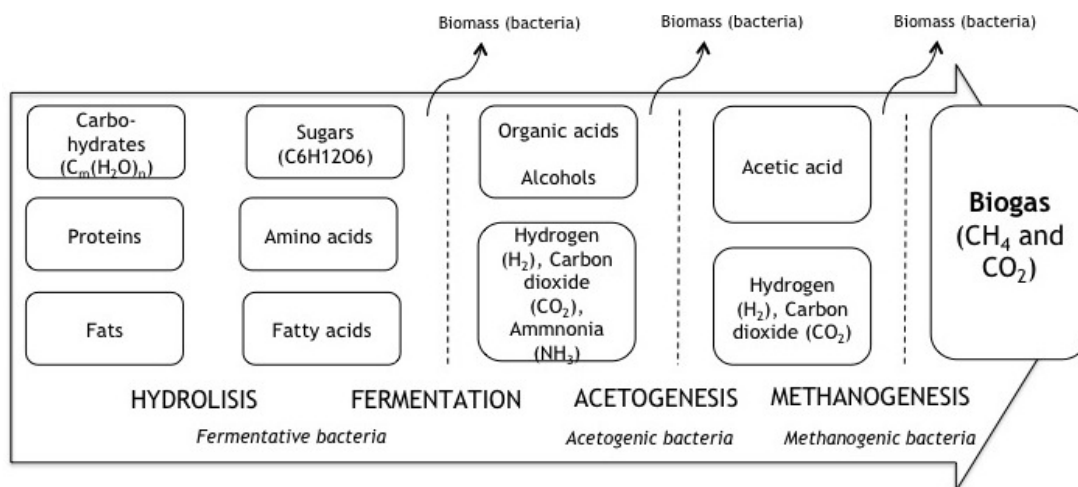 Biomass (bacteria)
Biomass (bacteria)
Biomass (bacteria)
Carbo-
hydrates
(Cₘ(H₂O)ₙ)
Sugars
(C6H12O6)
Organic acids
Alcohols
Acetic acid
Biogas
(CH₄ and
CO₂)
Proteins
Amino acids
Hydrogen
(H₂), Carbon
dioxide
(CO₂),
Ammnonia
(NH₃)
Hydrogen
(H₂), Carbon
dioxide (CO₂)
Fats
Fatty acids
HYDROLISIS
FERMENTATION
ACETOGENESIS
METHANOGENESIS
Fermentative bacteria
Acetogenic bacteria
Methanogenic bacteria